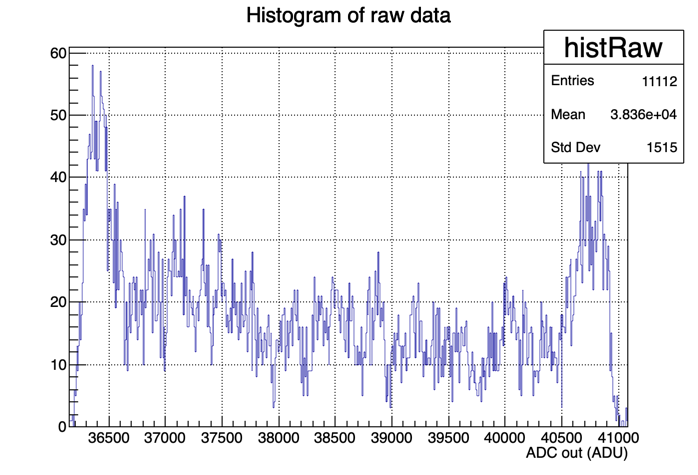 Histogram of raw data
histRaw
Entries 11112
Mean 3.836e+04
Std Dev 1515
60
50
40
30
20
10
0
36500 37000 37500 38000 38500 39000 39500 40000 40500 41000
ADC out (ADU)